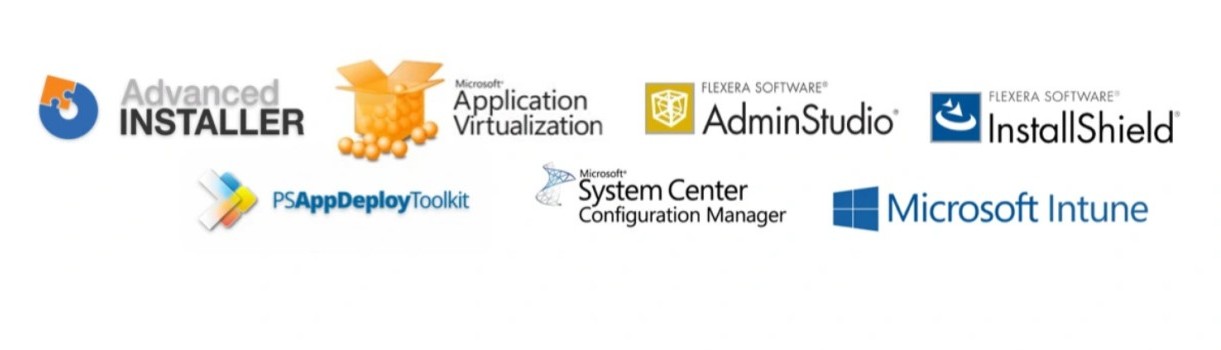 Advanced
INSTALLER
Microsoft®
Application
Virtualization
FLEXERA SOFTWARE®
AdminStudio®
FLEXERA SOFTWARE®
InstallShield®
PSAppDeployToolkit
Microsoft®
System Center
Configuration Manager
Microsoft Intune